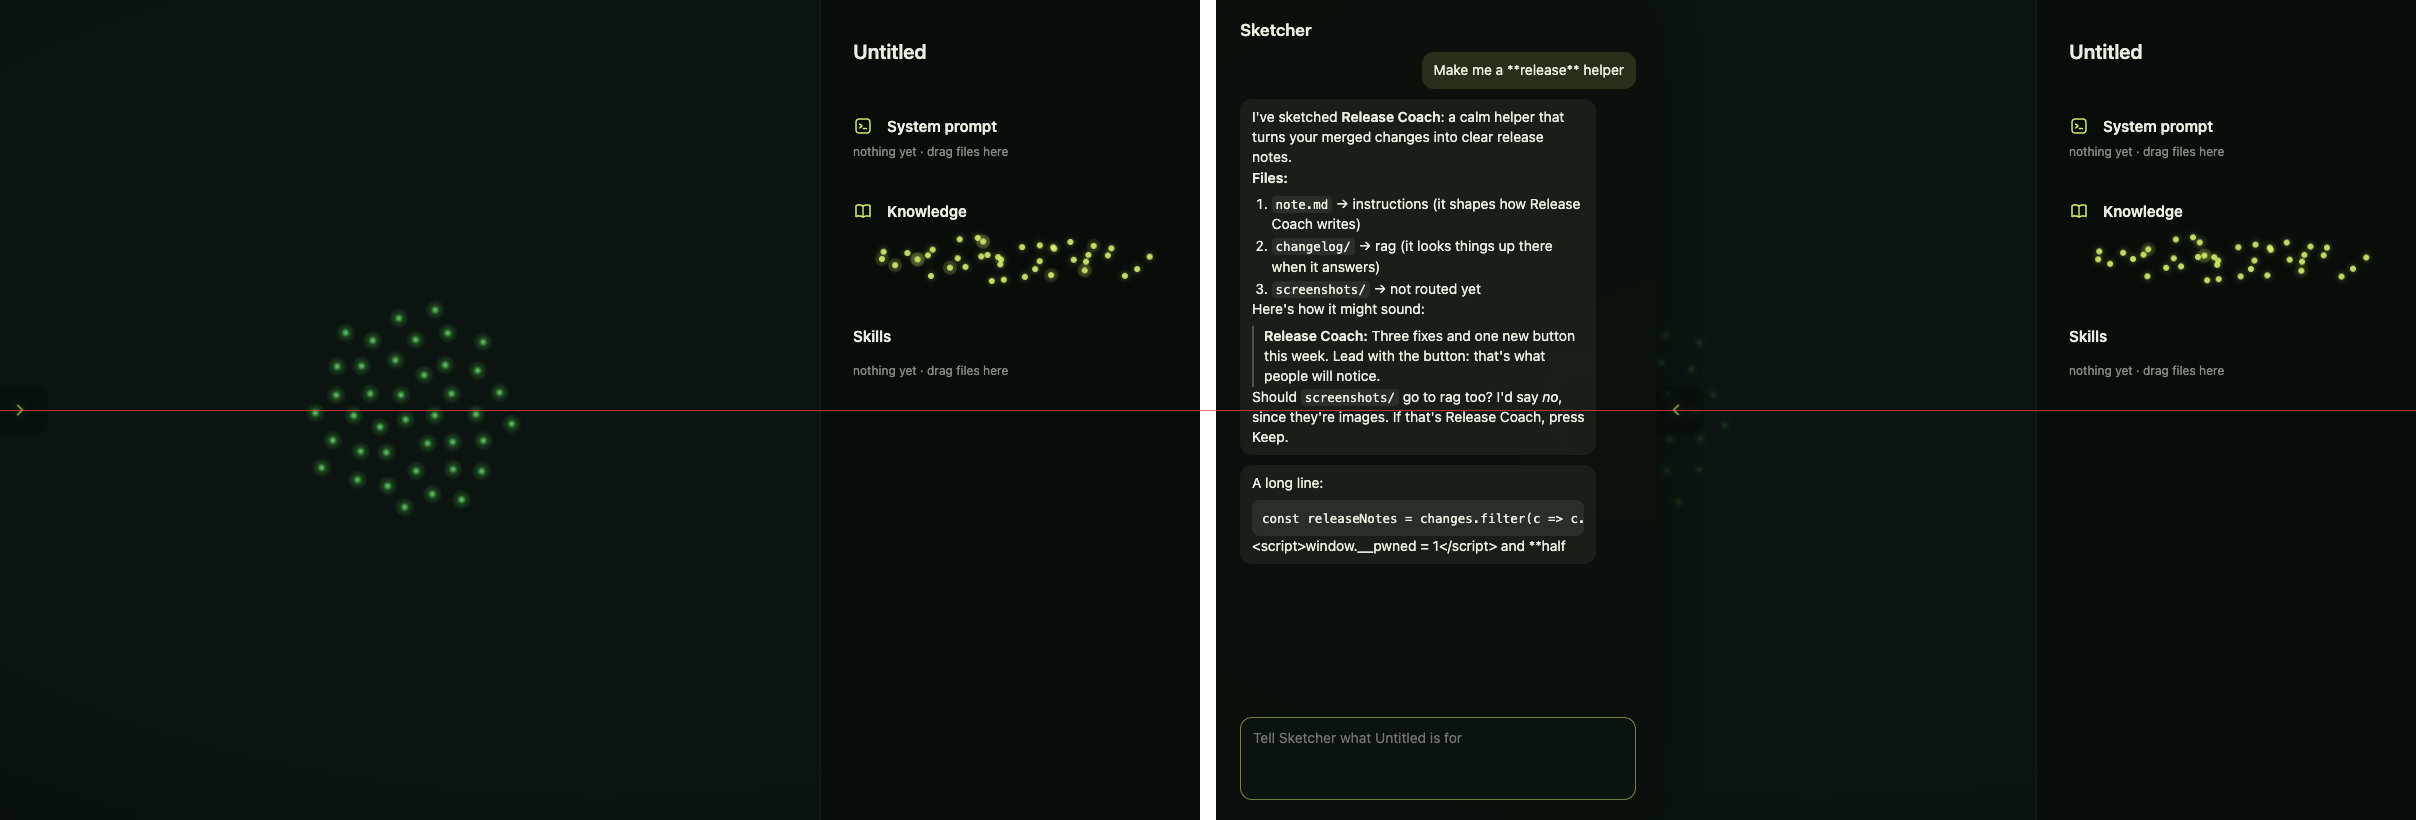 Untitled
System prompt
nothing yet · drag files here
Knowledge
Skills
nothing yet · drag files here
Sketcher
Make me a **release** helper
I've sketched Release Coach: a calm helper that
turns your merged changes into clear release
notes.
Files:
1. note.md → instructions (it shapes how Release
Coach writes)
2. changelog/ → rag (it looks things up there
when it answers)
3. screenshots/ → not routed yet
Here's how it might sound:
Release Coach: Three fixes and one new button
this week. Lead with the button: that's what
people will notice.
Should screenshots/ go to rag too? I'd say no,
since they're images. If that's Release Coach, press
Keep.
A long line:
const releaseNotes = changes.filter(c => c.
<script>window.__pwned = 1</script> and **half
Tell Sketcher what Untitled is for
Untitled
System prompt
nothing yet · drag files here
Knowledge
Skills
nothing yet · drag files here